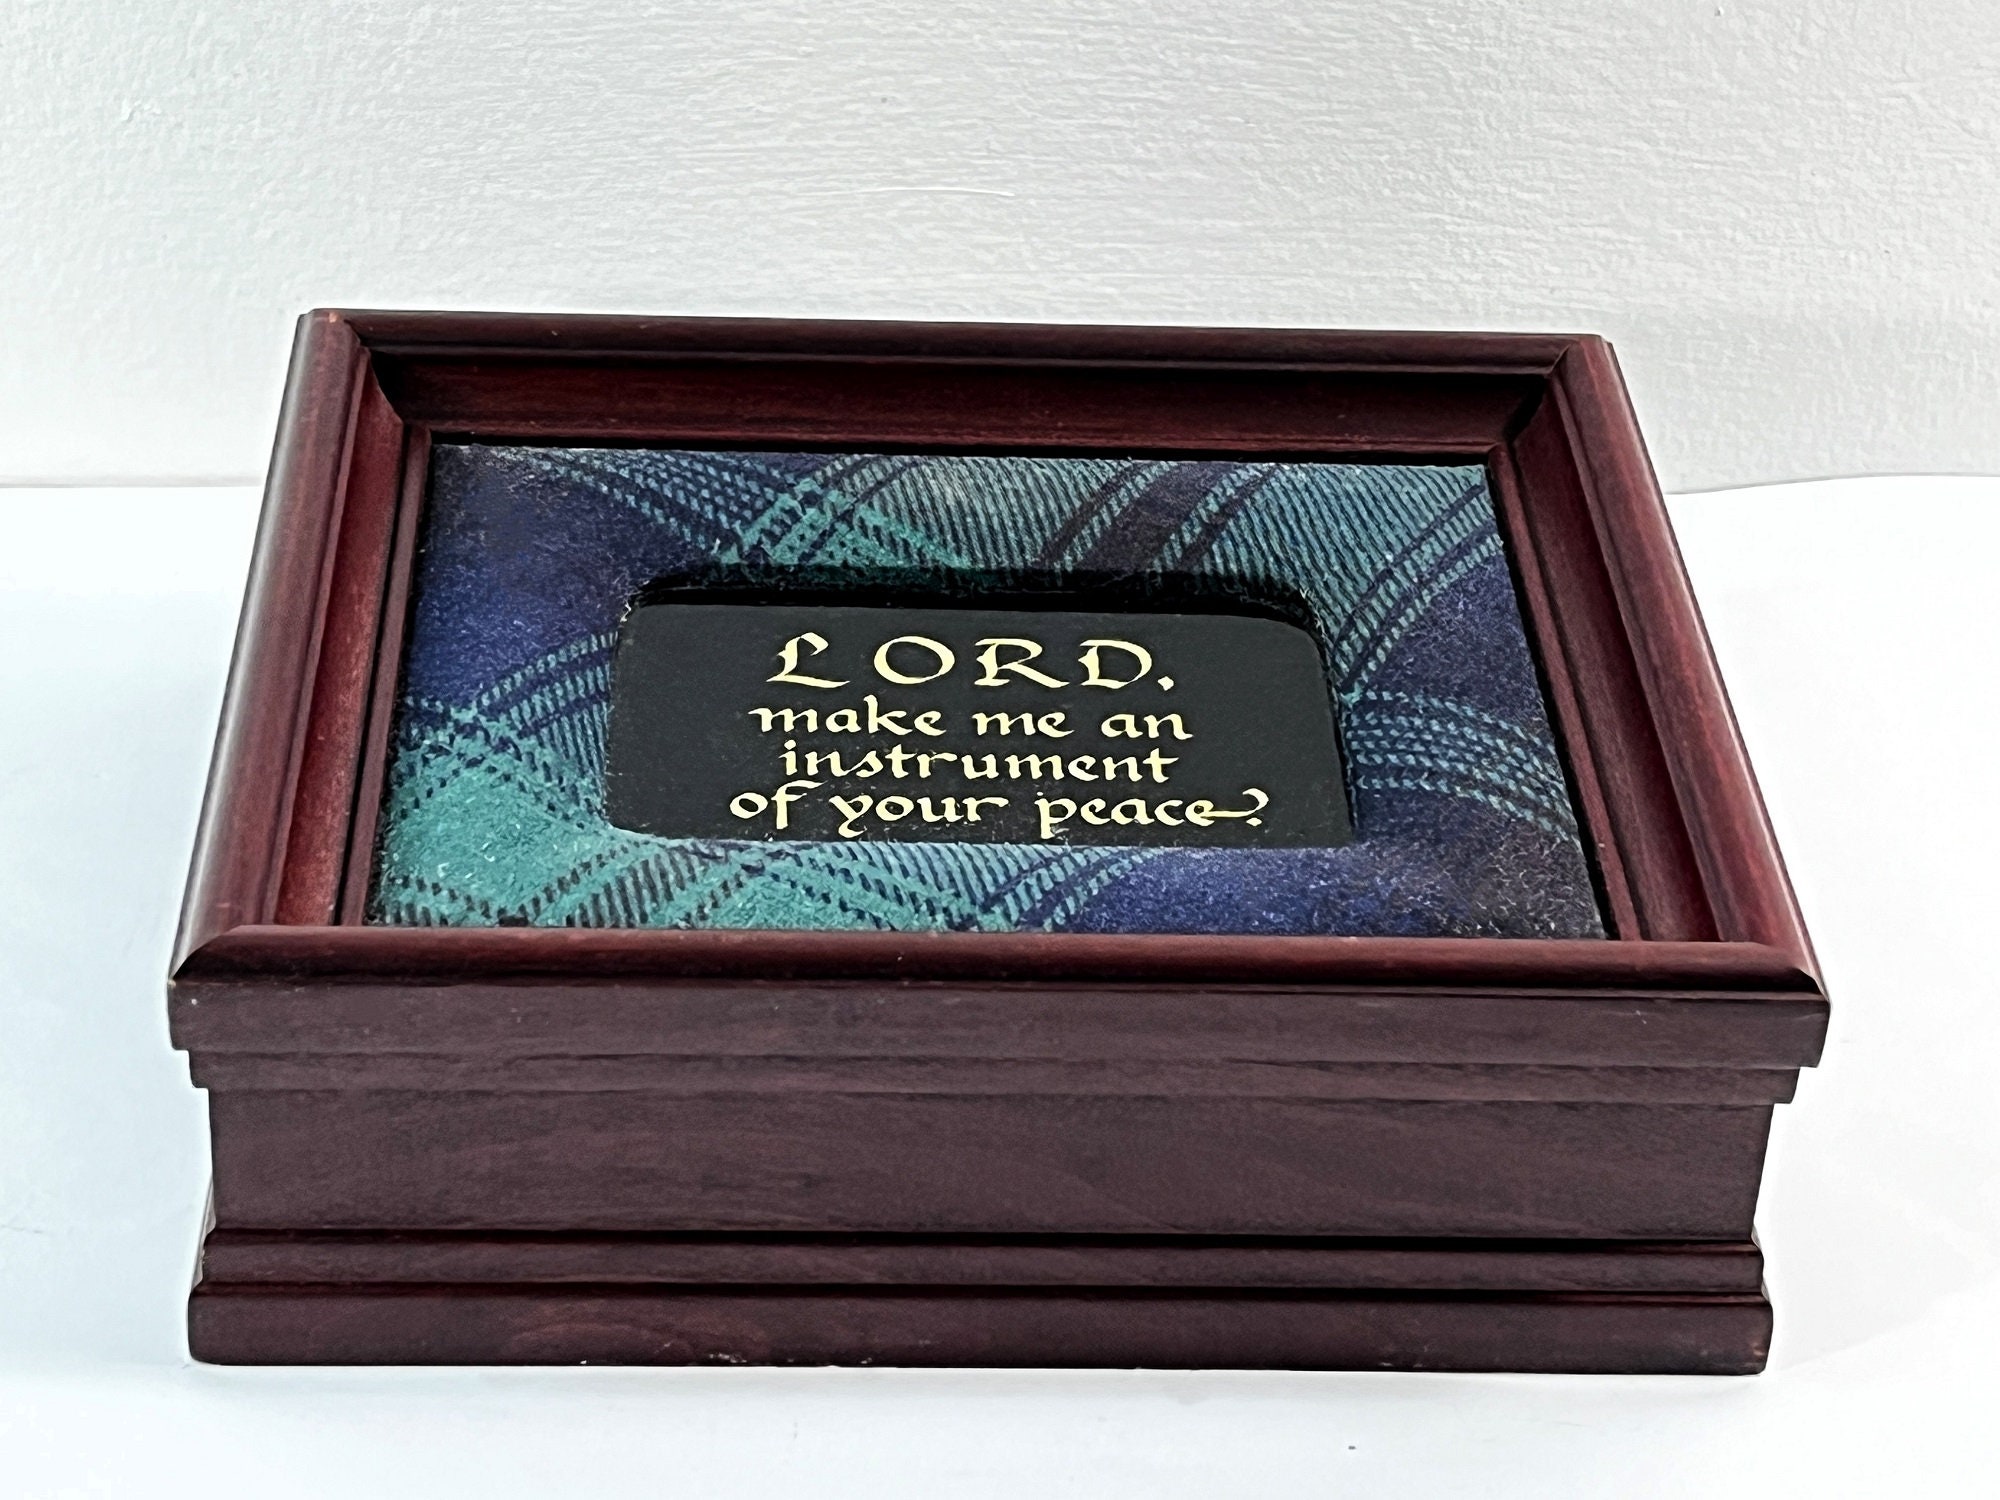 LORD,
make me an
instrument
of your peace.